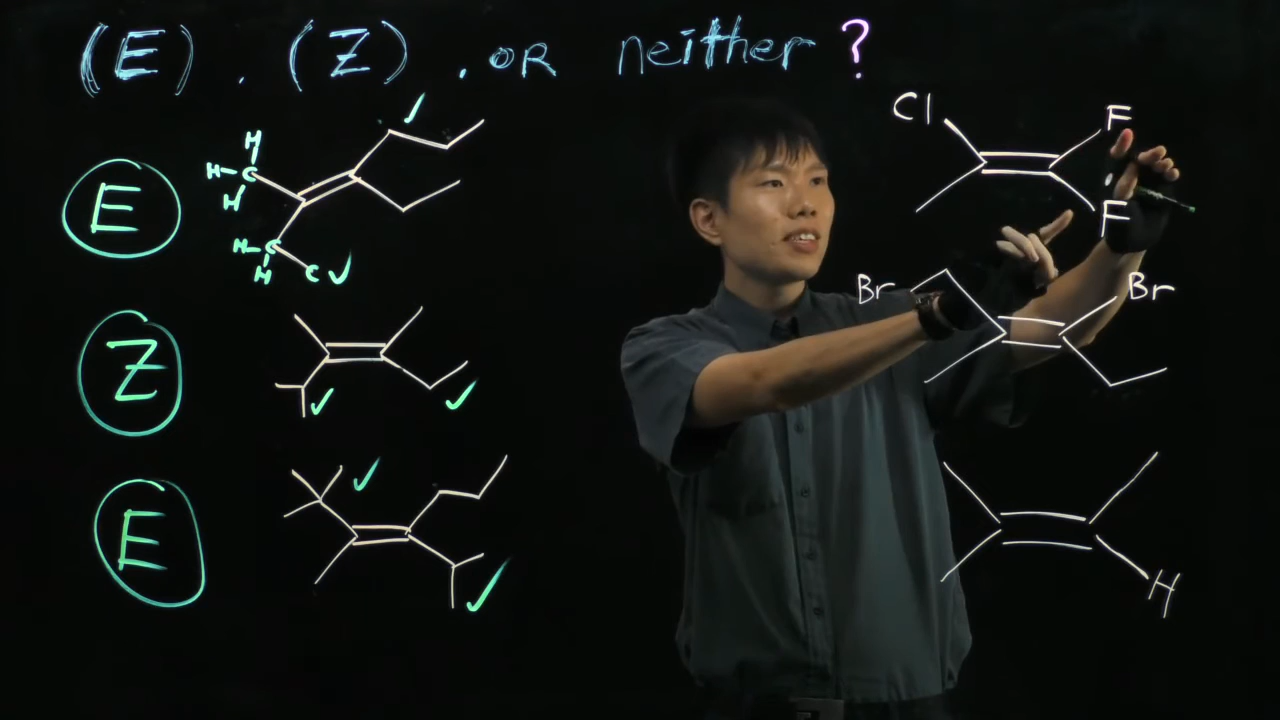 (E) . (Z) . OR neither ?
H
H-C
H
E
H-C
H
C
Z
E
Cl
F
F
Br
Br
H